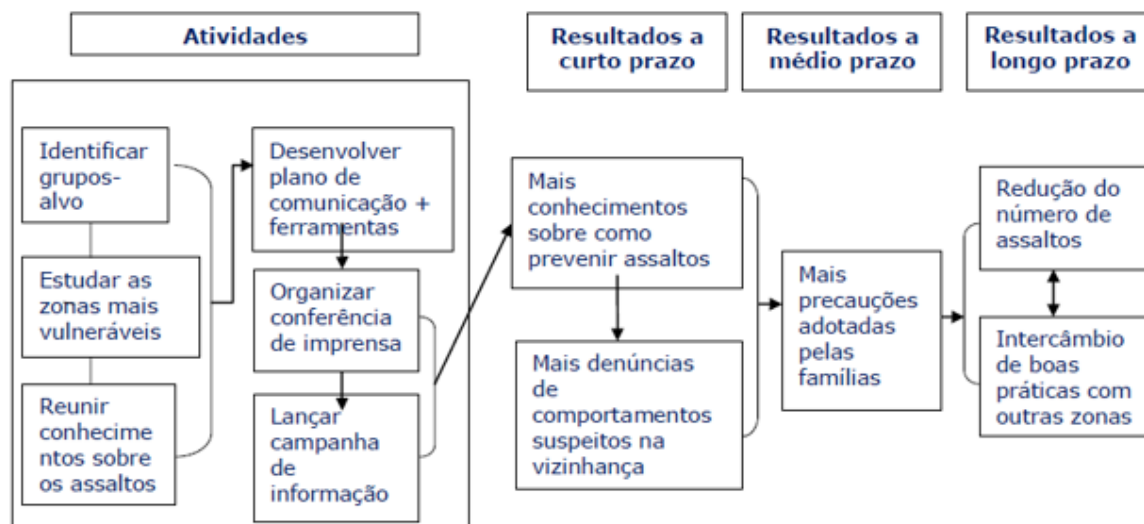 Atividades
Resultados a
curto prazo
Resultados a
médio prazo
Resultados a
longo prazo
Identificar
grupos-
alvo
Estudar as
zonas mais
vulneráveis
Reunir
conhecime
ntos sobre
os assaltos
Desenvolver
plano de
comunicação +
ferramentas
Organizar
conferência
de imprensa
Lançar
campanha
de
informação
Mais
conhecimentos
sobre como
prevenir assaltos
Mais denúncias
de
comportamentos
suspeitos na
vizinhança
Mais
precauções
adotadas
pelas
famílias
Redução do
número de
assaltos
Intercâmbio
de boas
práticas com
outras zonas